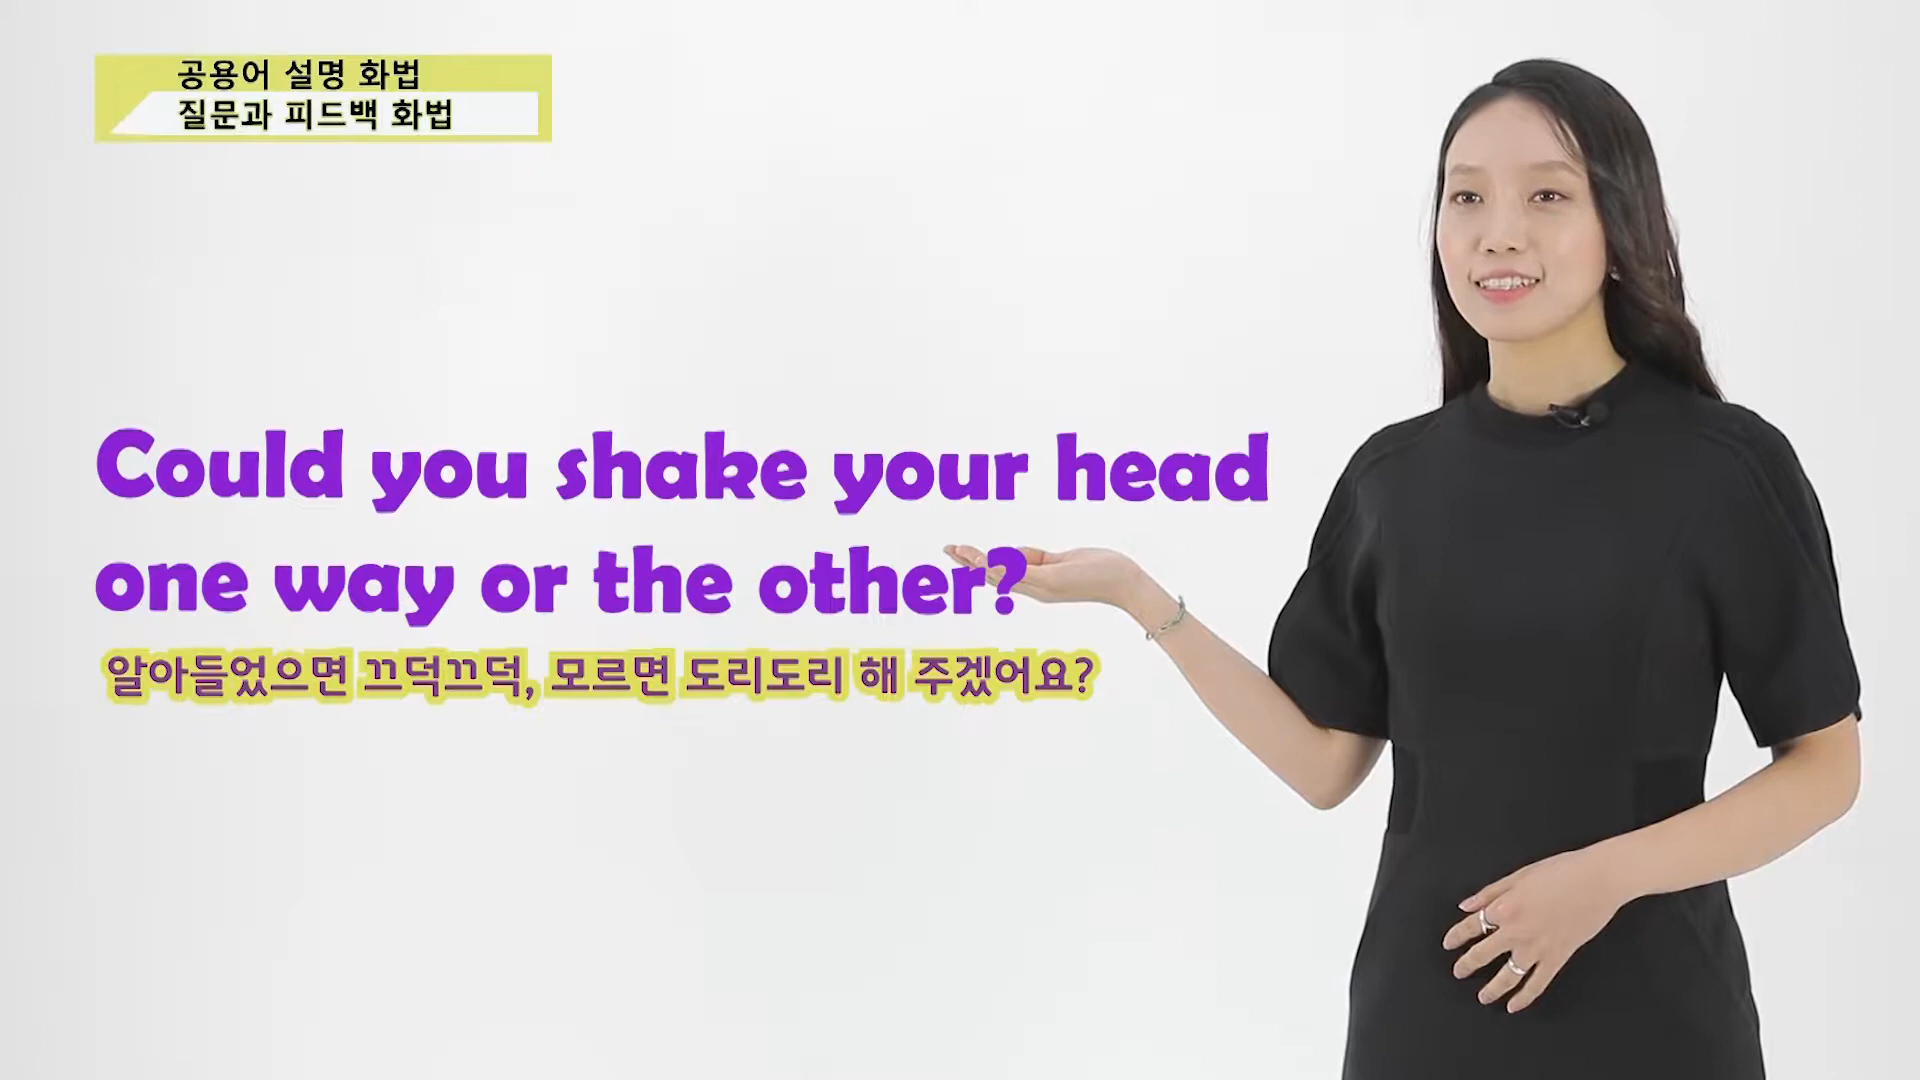 공용어 설명 화법
질문과 피드백 화법
Could you shake your head
one way or the other?
알아들었으면 끄덕끄덕, 모르면 도리도리 해 주겠어요?